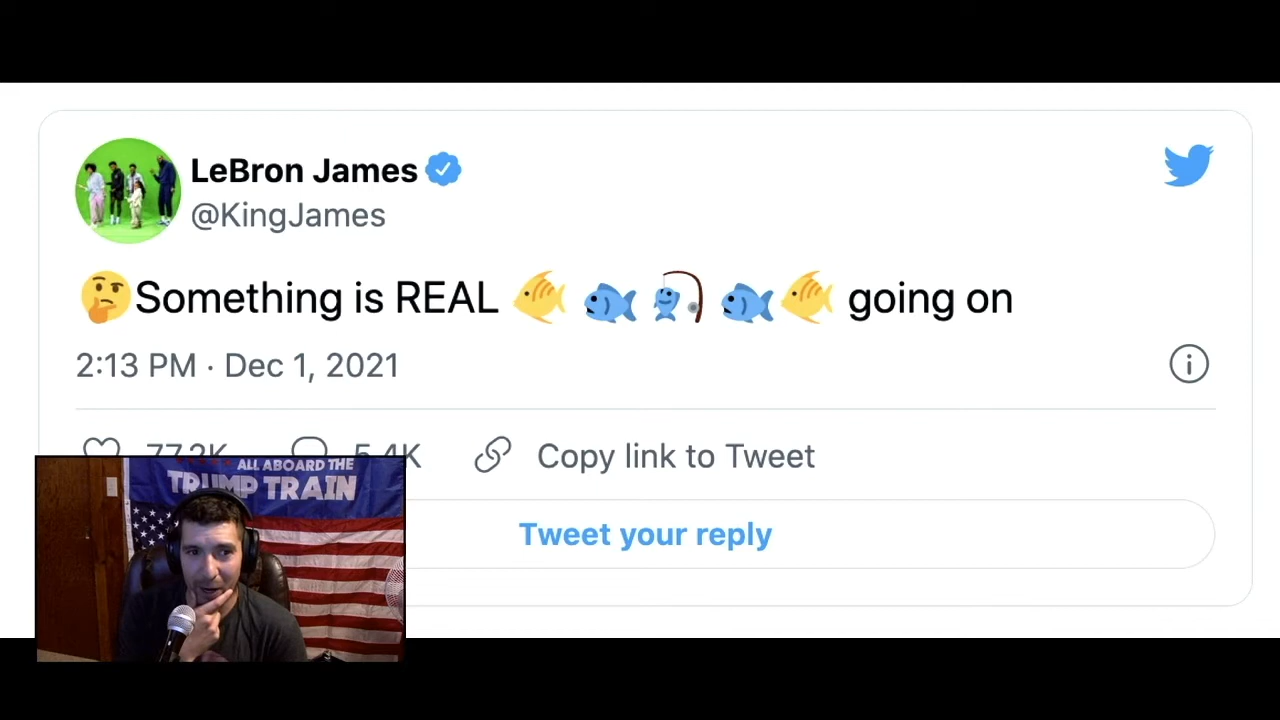 LeBron James
@KingJames
🤔Something is REAL 🐠 🐟 🎣 🐟🐠 going on
2:13 PM · Dec 1, 2021
Copy link to Tweet
Tweet your reply
ALL ABOARD THE
TRUMP TRAIN